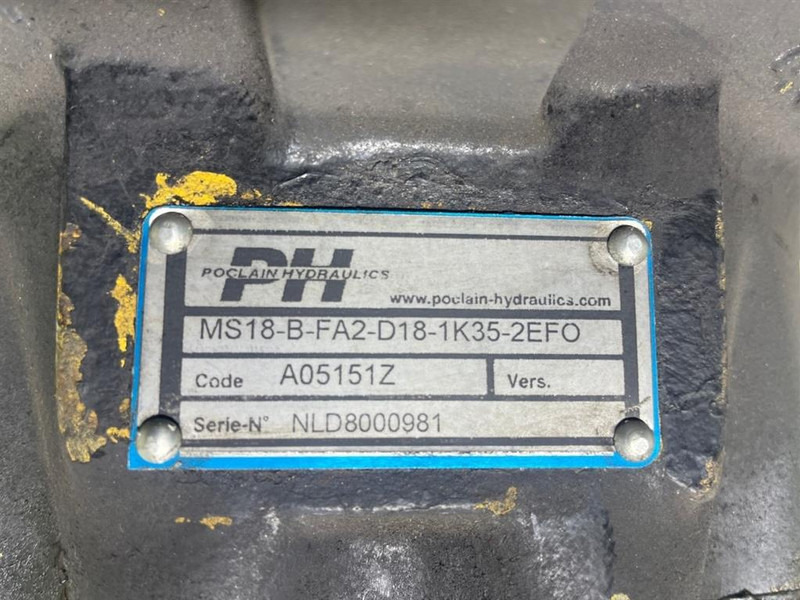 PH
POCLAIN HYDRAULICS
www.poclain-hydraulics.com
MS18-B-FA2-D18-1K35-2EFO
Code A05151Z Vers.
Serie-N° NLD8000981